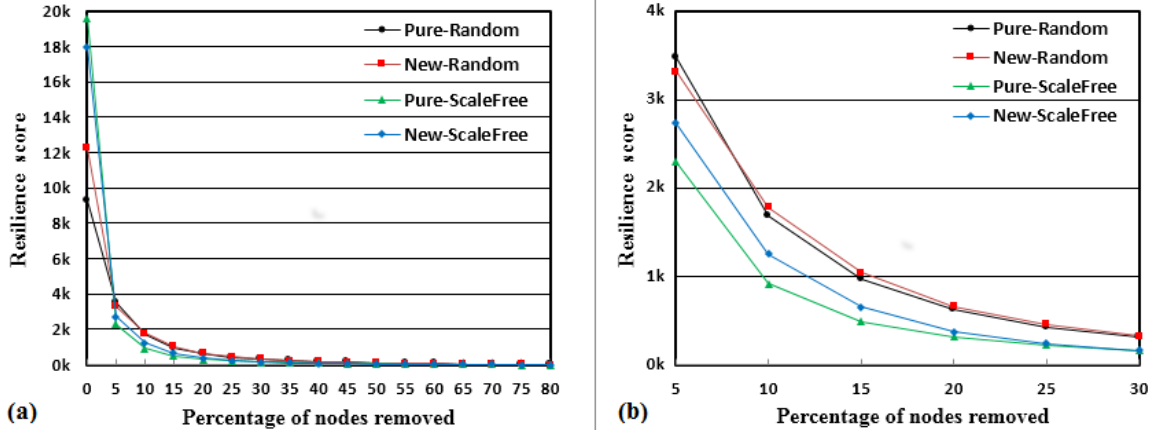 20k
18k
16k
14k
12k
10k
8k
6k
4k
2k
0k
Resilience score
Pure-Random
New-Random
Pure-ScaleFree
New-ScaleFree
0 5 10 15 20 25 30 35 40 45 50 55 60 65 70 75 80
(a) Percentage of nodes removed
4k
3k
2k
1k
0k
Resilience score
Pure-Random
New-Random
Pure-ScaleFree
New-ScaleFree
5 10 15 20 25 30
(b) Percentage of nodes removed